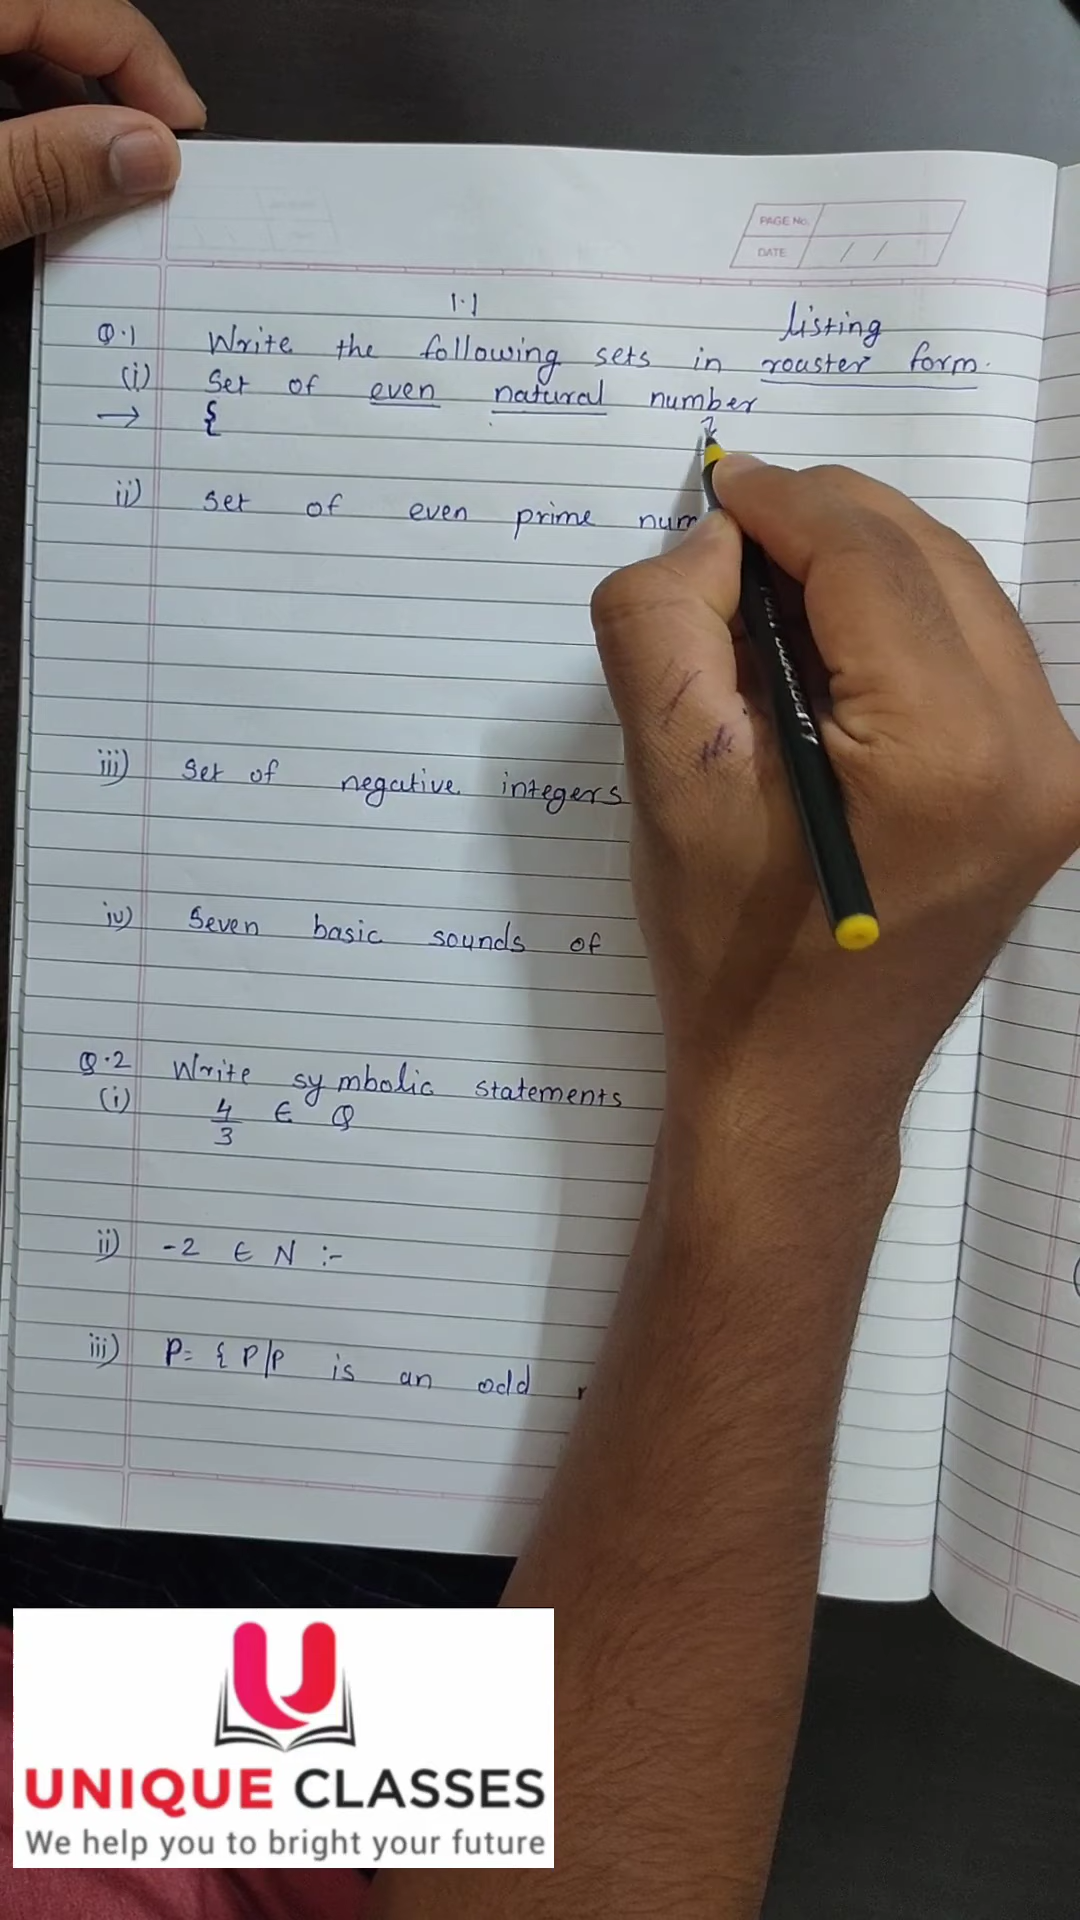 PAGE No.
DATE / /
1.1
listing
Q.1 Write the following sets in roaster form.
(i) Set of even natural number
→ {
ii) set of even prime num
iii) Set of negative integers
iv) Seven basic sounds of
Q.2 Write symbolic statements
(i) 4/3 ∈ Q
ii) -2 ∈ N :-
iii) P= { P/P is an odd
UNIQUE CLASSES
We help you to bright your future